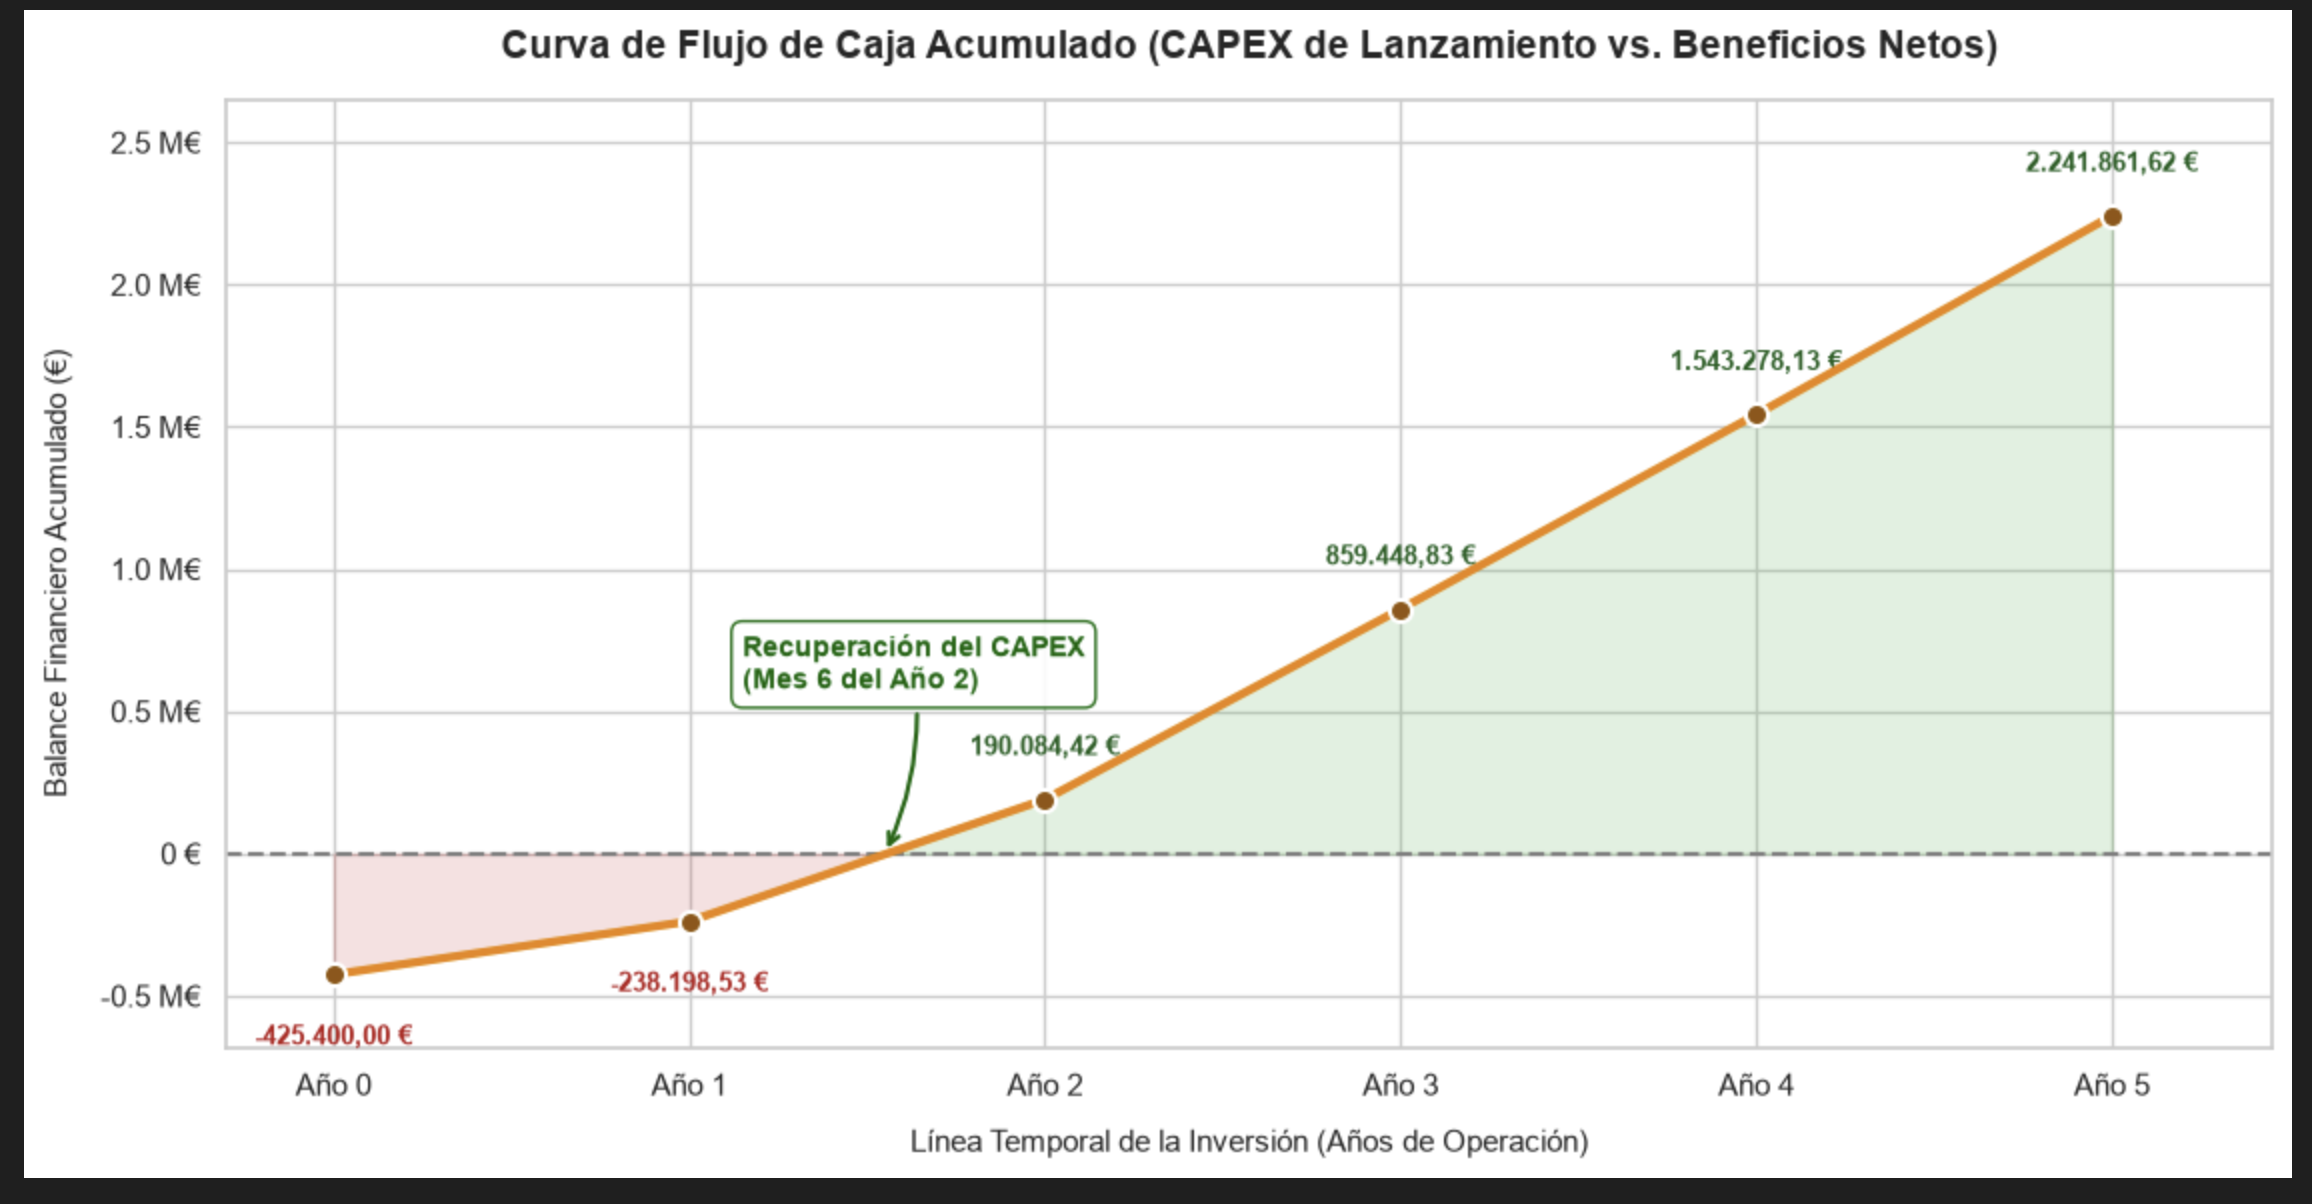 Curva de Flujo de Caja Acumulado (CAPEX de Lanzamiento vs. Beneficios Netos)
Balance Financiero Acumulado (€)
2.5 M€
2.0 M€
1.5 M€
1.0 M€
0.5 M€
0 €
-0.5 M€
2.241.861,62 €
1.543.278,13 €
859.448,83 €
Recuperación del CAPEX
(Mes 6 del Año 2)
190.084,42 €
-238.198,53 €
-425.400,00 €
Año 0
Año 1
Año 2
Año 3
Año 4
Año 5
Línea Temporal de la Inversión (Años de Operación)